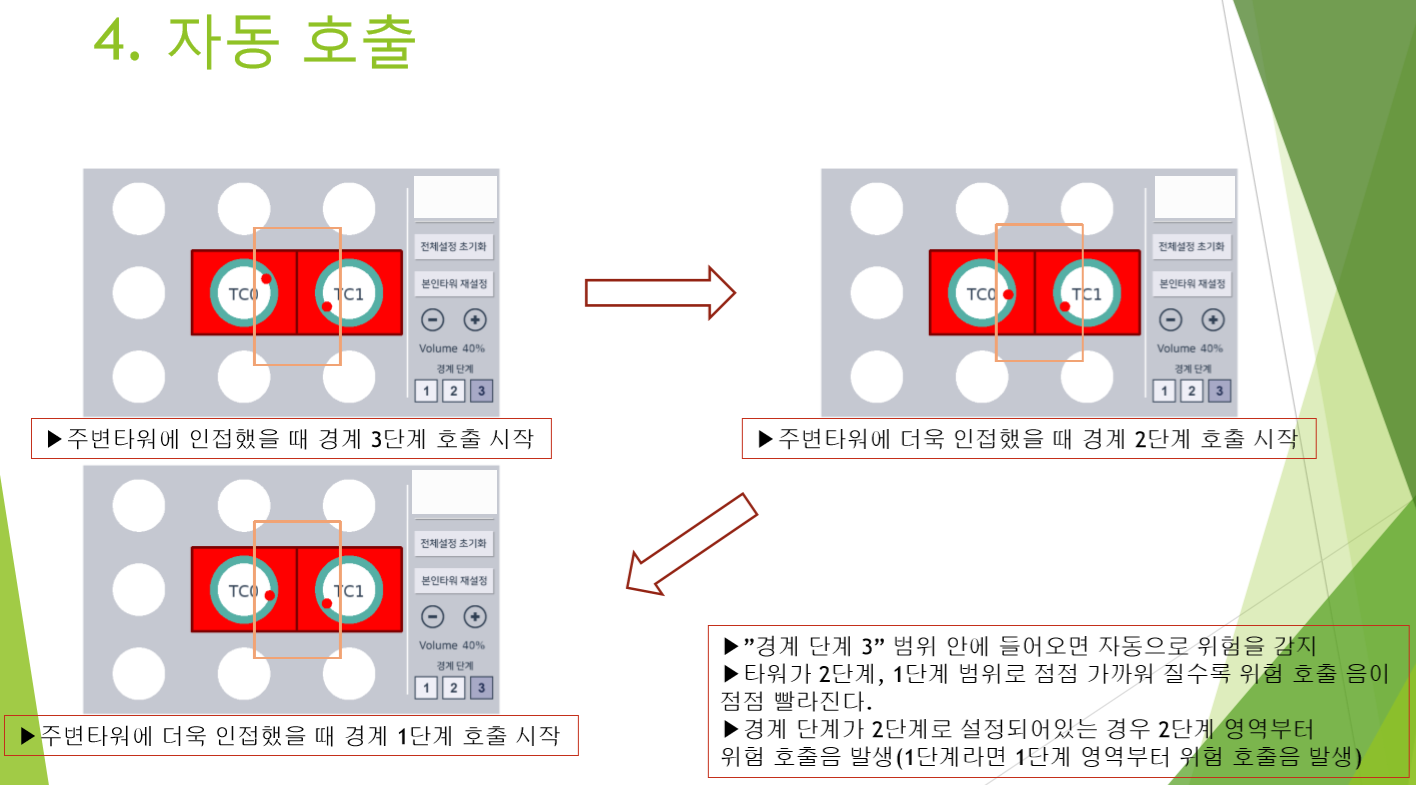 4. 자동 호출
TC0
TC1
전체설정 초기화
본인타워 재설정
Volume 40%
경계 단계
1 2 3
▶주변타워에 인접했을 때 경계 3단계 호출 시작
TC0
TC1
전체설정 초기화
본인타워 재설정
Volume 40%
경계 단계
1 2 3
▶주변타워에 더욱 인접했을 때 경계 2단계 호출 시작
TC0
TC1
전체설정 초기화
본인타워 재설정
Volume 40%
경계 단계
1 2 3
▶주변타워에 더욱 인접했을 때 경계 1단계 호출 시작
▶”경계 단계 3” 범위 안에 들어오면 자동으로 위험을 감지
▶타워가 2단계, 1단계 범위로 점점 가까워 질수록 위험 호출 음이
점점 빨라진다.
▶경계 단계가 2단계로 설정되어있는 경우 2단계 영역부터
위험 호출음 발생(1단계라면 1단계 영역부터 위험 호출음 발생)